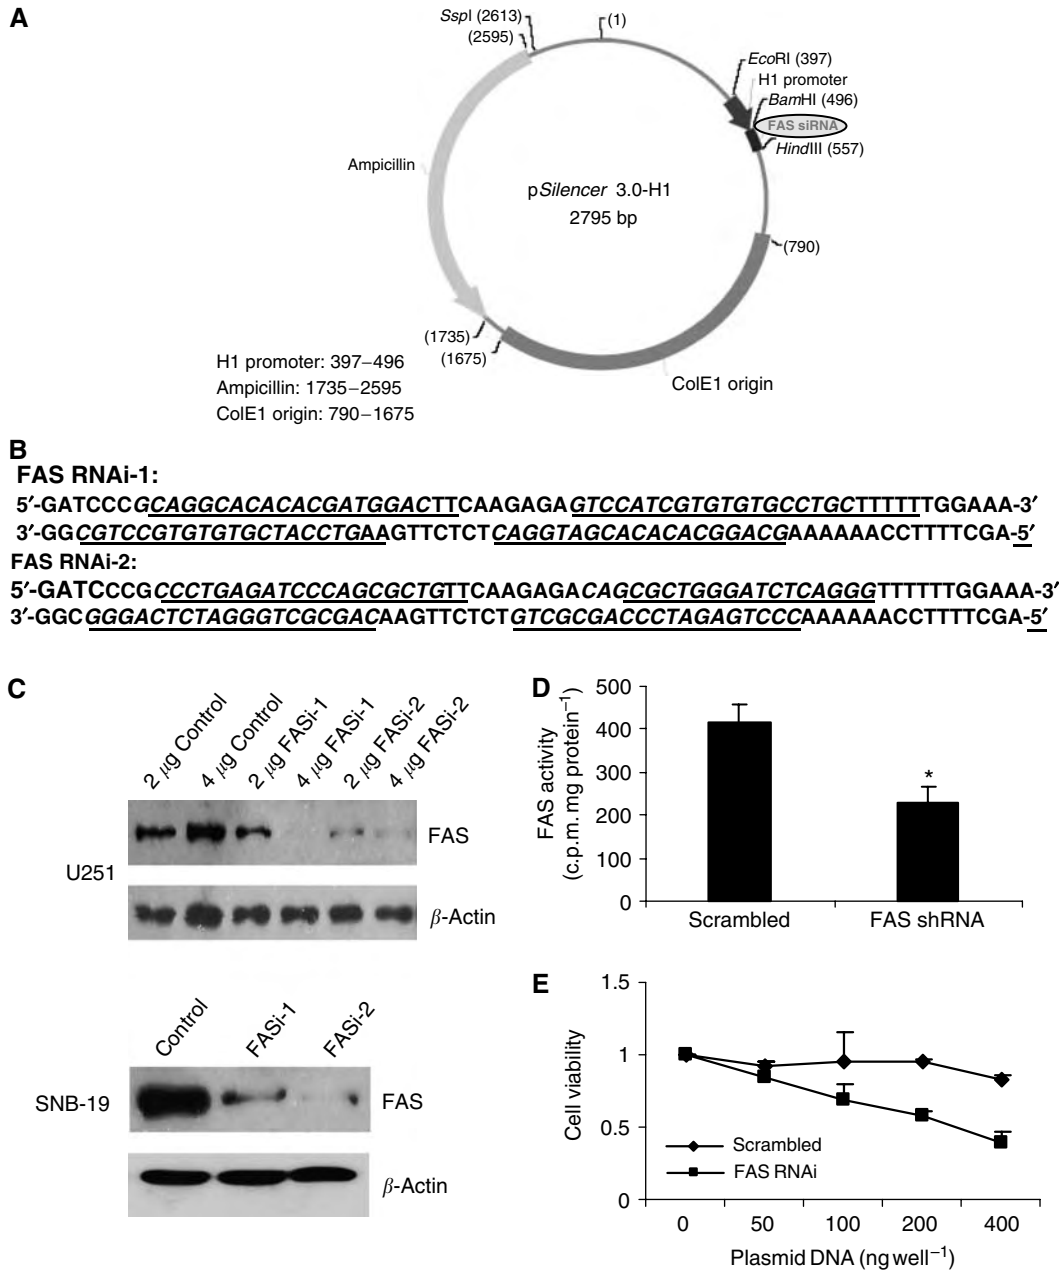 A
SspI (2613)
(2595)
(1)
EcoRI (397)
H1 promoter
BamHI (496)
FAS siRNA
HindIII (557)
Ampicillin
pSilencer 3.0-H1
2795 bp
(790)
(1735)
(1675)
ColE1 origin
H1 promoter: 397–496
Ampicillin: 1735–2595
ColE1 origin: 790–1675
B
FAS RNAi-1:
5′-GATCCCGCAGGCACACACGATGGACTTCAAGAGAGTCCATCGTGTGTGCCTGCTTTTTTGGAAA-3′
3′-GGCGTCCGTGTGTGCTACCTGAAGTTCTCTCAGGTAGCACACACGGACGAAAAAACCTTTTCGA-5′
FAS RNAi-2:
5′-GATCCCGCCCTGAGATCCCAGCGCTGTTCAAGAGACAGCGCTGGGATCTCAGGGTTTTTTGGAAA-3′
3′-GGCGGGACTCTAGGGTCGCGACAAGTTCTCTGTCGCGACCCTAGAGTCCCAAAAAACCTTTTCGA-5′
C
2 μg Control
4 μg Control
2 μg FASi-1
4 μg FASi-1
2 μg FASi-2
4 μg FASi-2
FAS
U251
β-Actin
Control
FASi-1
FASi-2
SNB-19
FAS
β-Actin
D
FAS activity
(c.p.m. mg protein⁻¹)
500
400
300
200
100
0
*
Scrambled
FAS shRNA
E
Cell viability
1.5
1
0.5
0
Scrambled
FAS RNAi
0
50
100
200
400
Plasmid DNA (ng well⁻¹)